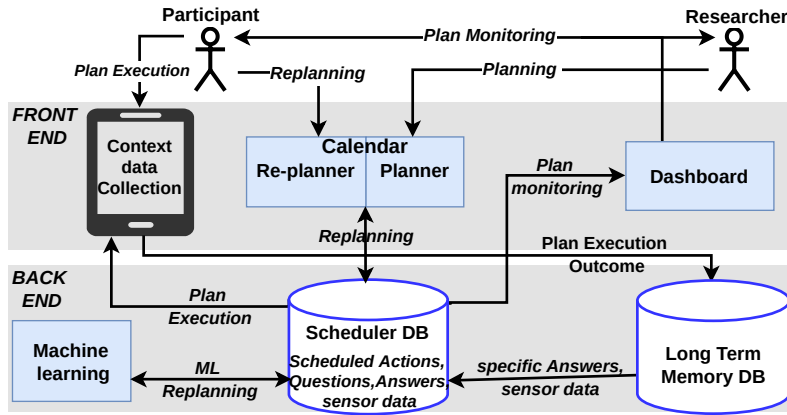 Participant
Researcher
Plan Monitoring
Plan Execution
Replanning
Planning
FRONT
END
Context
data
Collection
Calendar
Re-planner
Planner
Plan
monitoring
Dashboard
Replanning
Plan Execution
Outcome
BACK
END
Plan
Execution
Scheduler DB
Scheduled Actions,
Questions,Answers,
sensor data
Machine
learning
ML
Replanning
specific Answers,
sensor data
Long Term
Memory DB